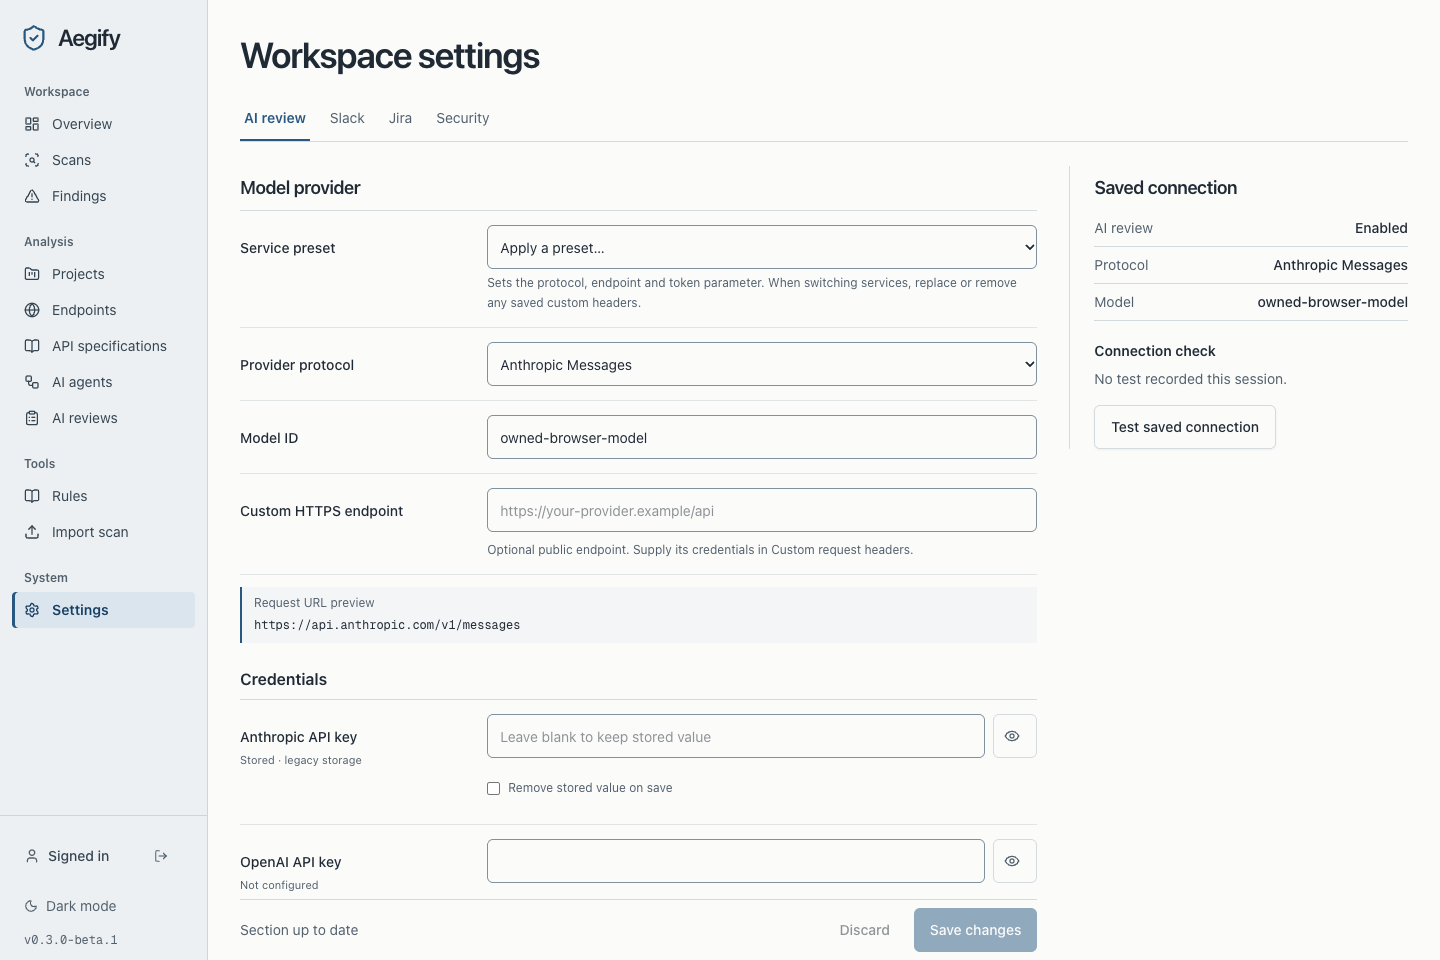 Aegify
Workspace
Overview
Scans
Findings
Analysis
Projects
Endpoints
API specifications
AI agents
AI reviews
Tools
Rules
Import scan
System
Settings
Signed in
Dark mode
v0.3.0-beta.1
Workspace settings
AI review
Slack
Jira
Security
Model provider
Service preset
Apply a preset...
Sets the protocol, endpoint and token parameter. When switching services, replace or remove
any saved custom headers.
Provider protocol
Anthropic Messages
Model ID
owned-browser-model
Custom HTTPS endpoint
https://your-provider.example/api
Optional public endpoint. Supply its credentials in Custom request headers.
Request URL preview
https://api.anthropic.com/v1/messages
Credentials
Anthropic API key
Stored · legacy storage
Leave blank to keep stored value
Remove stored value on save
OpenAI API key
Not configured
Section up to date
Discard
Save changes
Saved connection
AI review Enabled
Protocol Anthropic Messages
Model owned-browser-model
Connection check
No test recorded this session.
Test saved connection